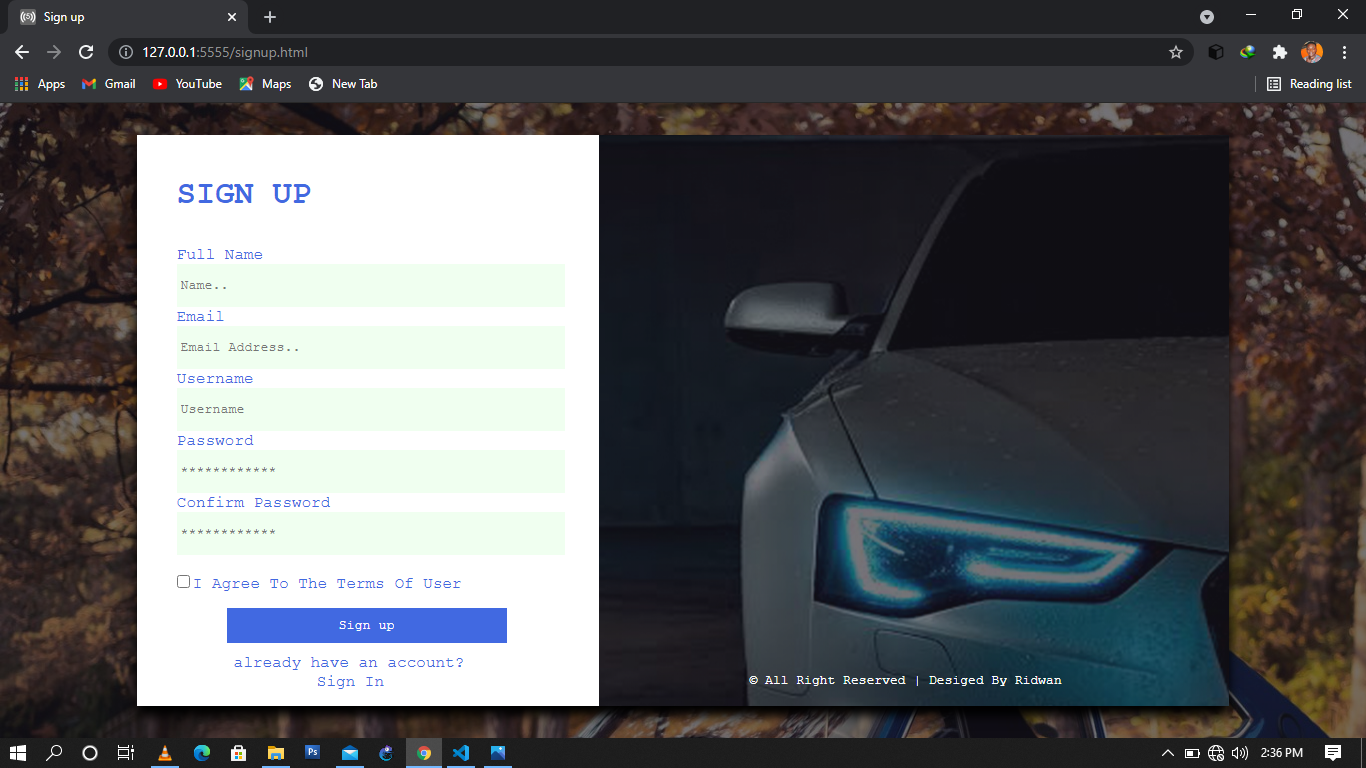 Sign up
127.0.0.1:5555/signup.html
Apps Gmail YouTube Maps New Tab Reading list
SIGN UP
Full Name
Name..
Email
Email Address..
Username
Username
Password
************
Confirm Password
************
I Agree To The Terms Of User
Sign up
already have an account?
Sign In
© All Right Reserved | Desiged By Ridwan
Ps
2:36 PM